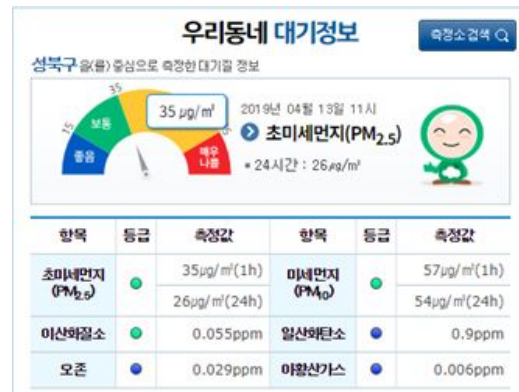 우리동네 대기정보
측정소검색
성북구 을(를) 중심으로 측정한 대기질 정보
좋음
15
보통
35
35 µg/㎥
매우
나쁨
2019년 04월 13일 11시
초미세먼지(PM2.5)
* 24시간 : 26µg/㎥
항목 등급 측정값 항목 등급 측정값
초미세먼지 (PM2.5) 35µg/㎥(1h) 미세먼지 (PM10) 57µg/㎥(1h)
26µg/㎥(24h) 54µg/㎥(24h)
이산화질소 0.055ppm 일산화탄소 0.9ppm
오존 0.029ppm 아황산가스 0.006ppm